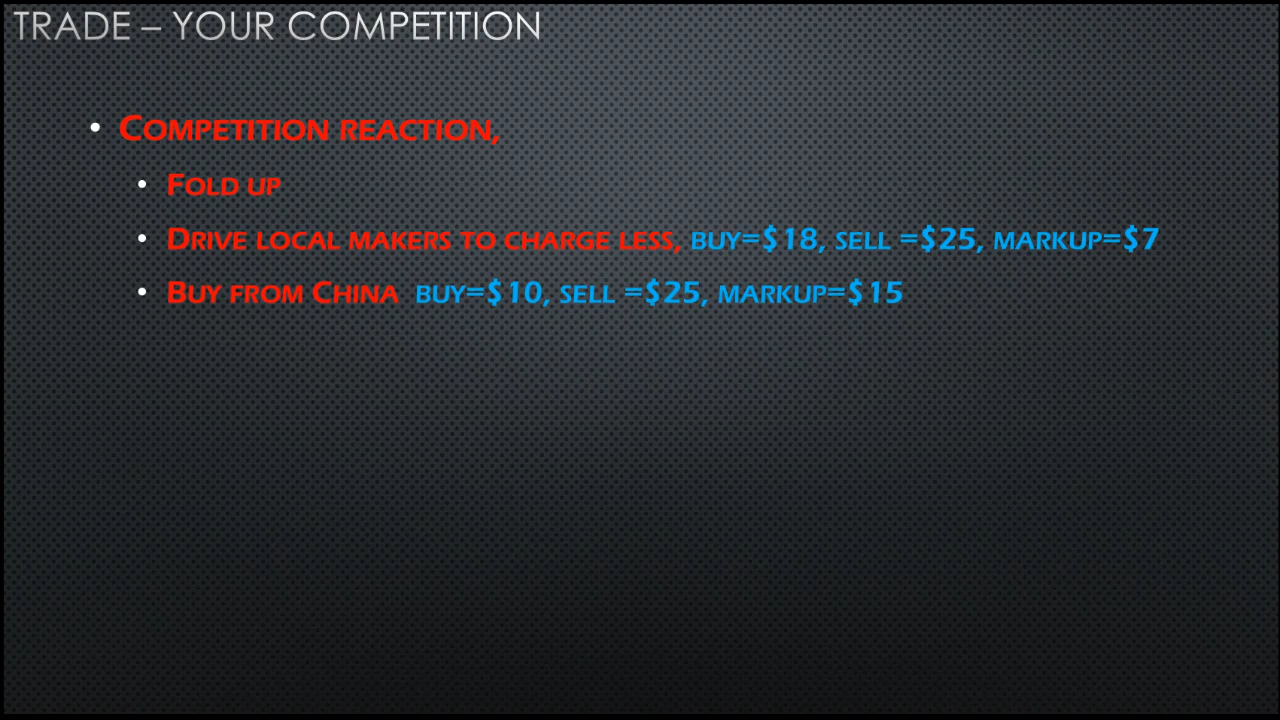 TRADE – YOUR COMPETITION
• COMPETITION REACTION,
• FOLD UP
• DRIVE LOCAL MAKERS TO CHARGE LESS, BUY=$18, SELL =$25, MARKUP=$7
• BUY FROM CHINA BUY=$10, SELL =$25, MARKUP=$15